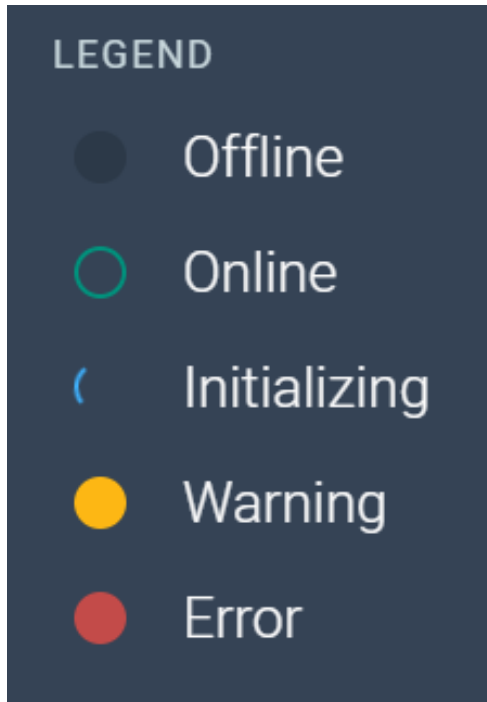 LEGEND
Offline
Online
Initializing
Warning
Error